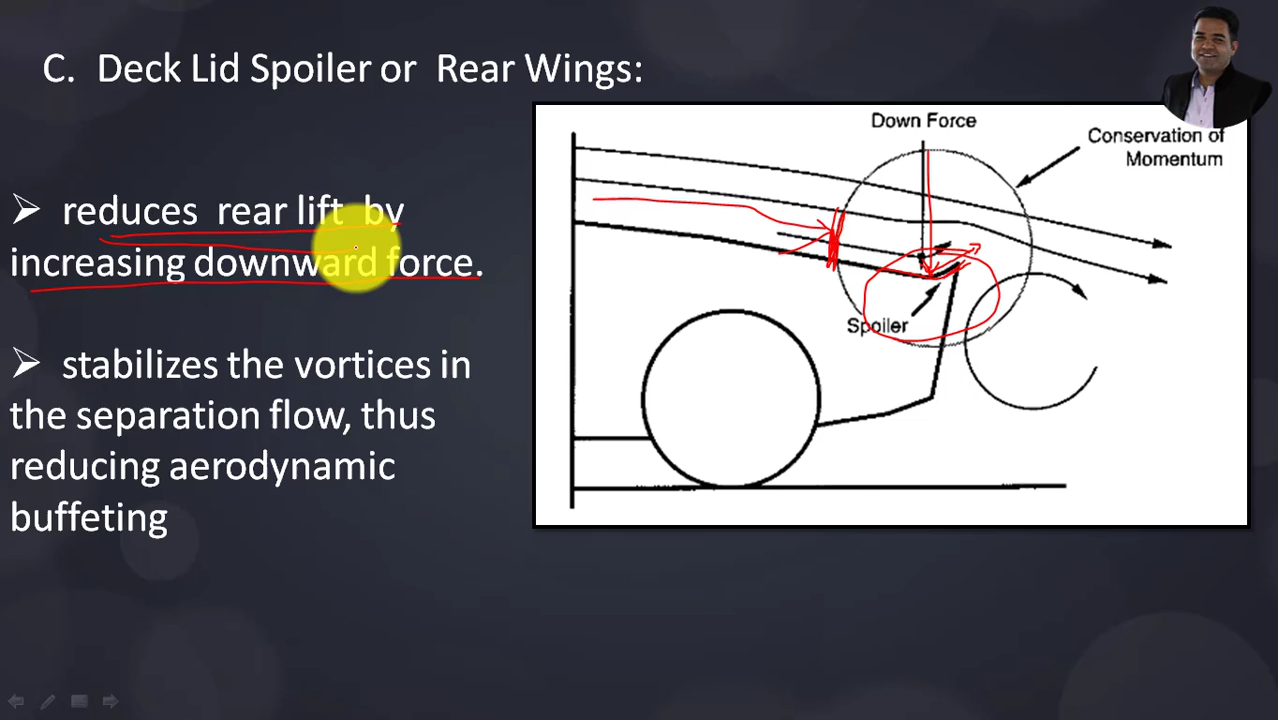 C. Deck Lid Spoiler or Rear Wings:
➢ reduces rear lift by
increasing downward force.
➢ stabilizes the vortices in
the separation flow, thus
reducing aerodynamic
buffeting
Down Force
Conservation of
Momentum
Spoiler